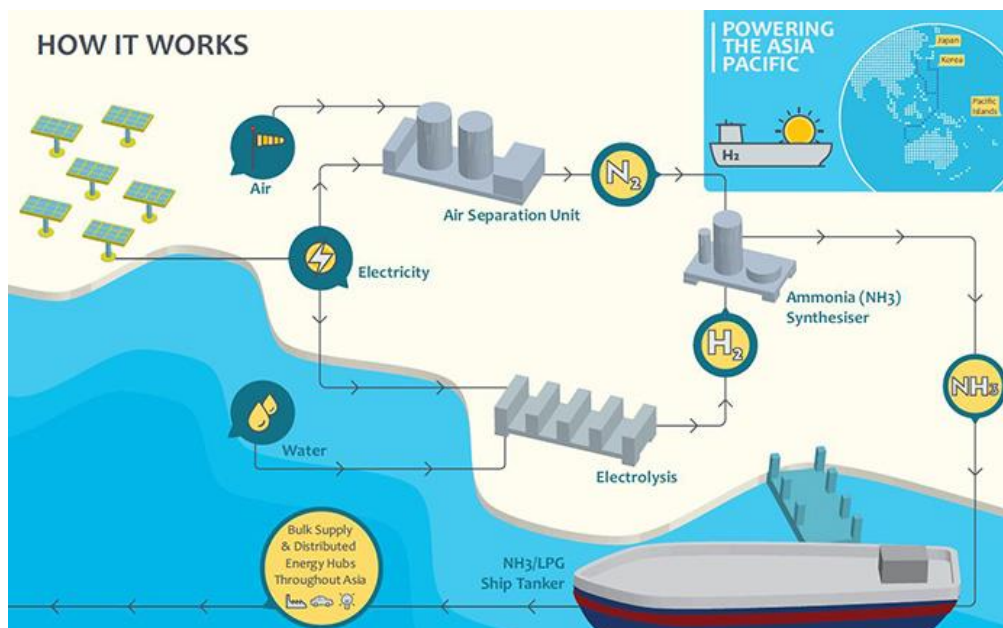 HOW IT WORKS
POWERING
THE ASIA
PACIFIC
Japan
Korea
Pacific
Islands
H2
Air
Air Separation Unit
N2
Electricity
Ammonia (NH3)
Synthesiser
H2
NH3
Water
Electrolysis
Bulk Supply
& Distributed
Energy Hubs
Throughout Asia
NH3/LPG
Ship Tanker